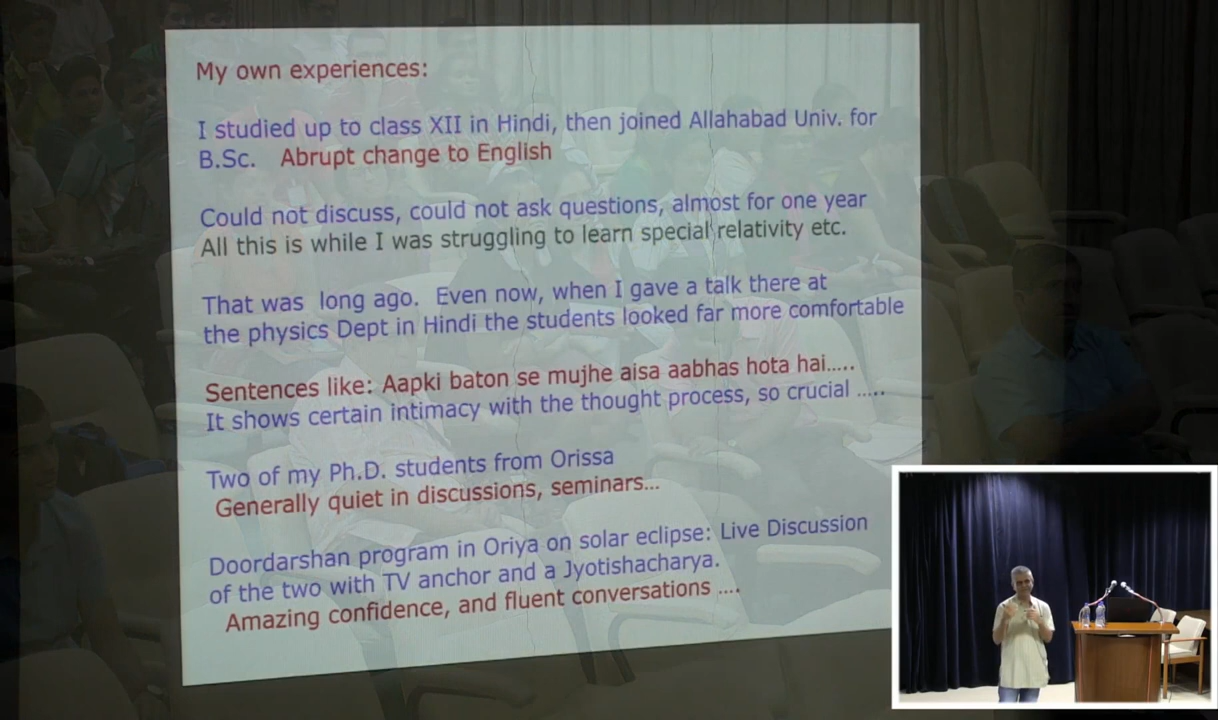 My own experiences:
I studied up to class XII in Hindi, then joined Allahabad Univ. for
B.Sc. Abrupt change to English
Could not discuss, could not ask questions, almost for one year
All this is while I was struggling to learn special relativity etc.
That was long ago. Even now, when I gave a talk there at
the physics Dept in Hindi the students looked far more comfortable
Sentences like: Aapki baton se mujhe aisa aabhas hota hai.....
It shows certain intimacy with the thought process, so crucial .....
Two of my Ph.D. students from Orissa
Generally quiet in discussions, seminars...
Doordarshan program in Oriya on solar eclipse: Live Discussion
of the two with TV anchor and a Jyotishacharya.
Amazing confidence, and fluent conversations ....